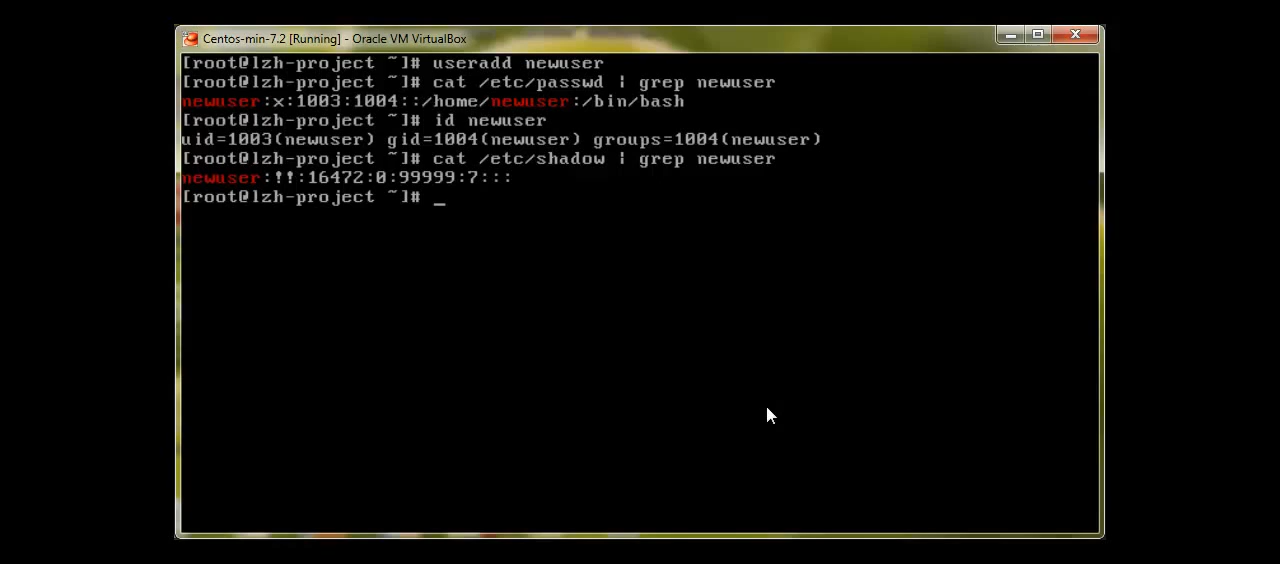 Centos-min-7.2 [Running] - Oracle VM VirtualBox
[root@lzh-project ~]# useradd newuser
[root@lzh-project ~]# cat /etc/passwd | grep newuser
newuser:x:1003:1004::/home/newuser:/bin/bash
[root@lzh-project ~]# id newuser
uid=1003(newuser) gid=1004(newuser) groups=1004(newuser)
[root@lzh-project ~]# cat /etc/shadow | grep newuser
newuser:!!:16472:0:99999:7:::
[root@lzh-project ~]# _